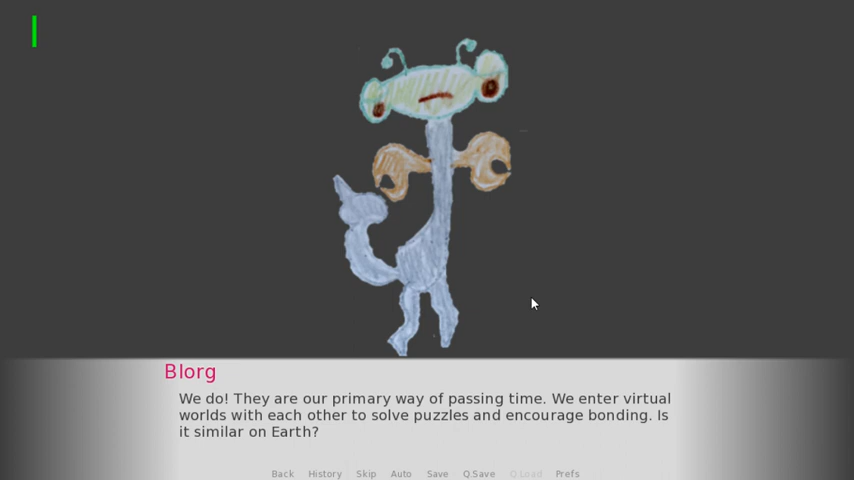 Blorg
We do! They are our primary way of passing time. We enter virtual
worlds with each other to solve puzzles and encourage bonding. Is
it similar on Earth?
Back History Skip Auto Save Q.Save Q.Load Prefs